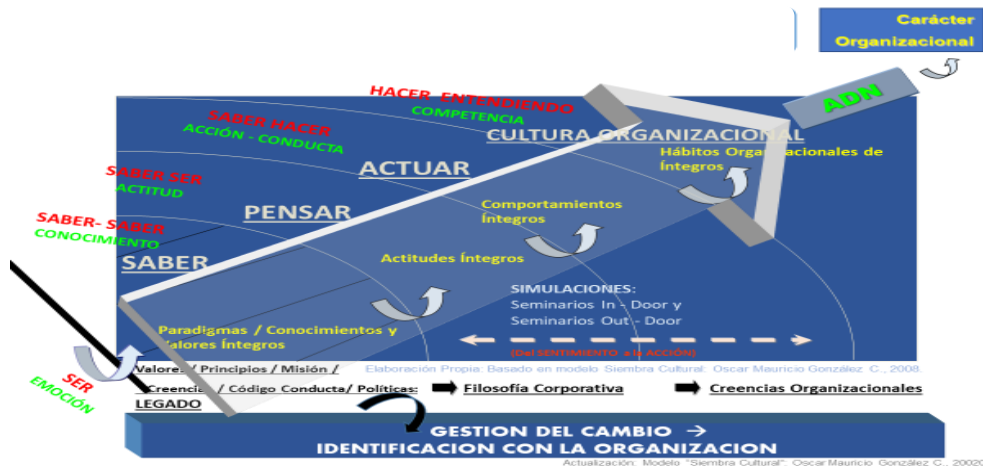 Carácter
Organizacional
ADN
HACER ENTENDIENDO
COMPETENCIA
SABER HACER
ACCIÓN - CONDUCTA
CULTURA ORGANIZACIONAL
Hábitos Organizacionales de
Íntegros
ACTUAR
SABER SER
ACTITUD
PENSAR
Comportamientos
Íntegros
SABER- SABER
CONOCIMIENTO
SABER
Actitudes Íntegros
SIMULACIONES:
Seminarios In - Door y
Seminarios Out - Door
Paradigmas / Conocimientos y
Valores Íntegros
(Del SENTIMIENTO a la ACCIÓN)
SER
EMOCIÓN
Valores / Principios / Misión /
Elaboración Propia: Basado en modelo Siembra Cultural: Oscar Mauricio González C., 2008.
Creencias / Código Conducta/ Políticas:
Filosofía Corporativa
Creencias Organizacionales
LEGADO
GESTION DEL CAMBIO →
IDENTIFICACION CON LA ORGANIZACION
Actualización: Modelo "Siembra Cultural": Oscar Mauricio González C., 20020